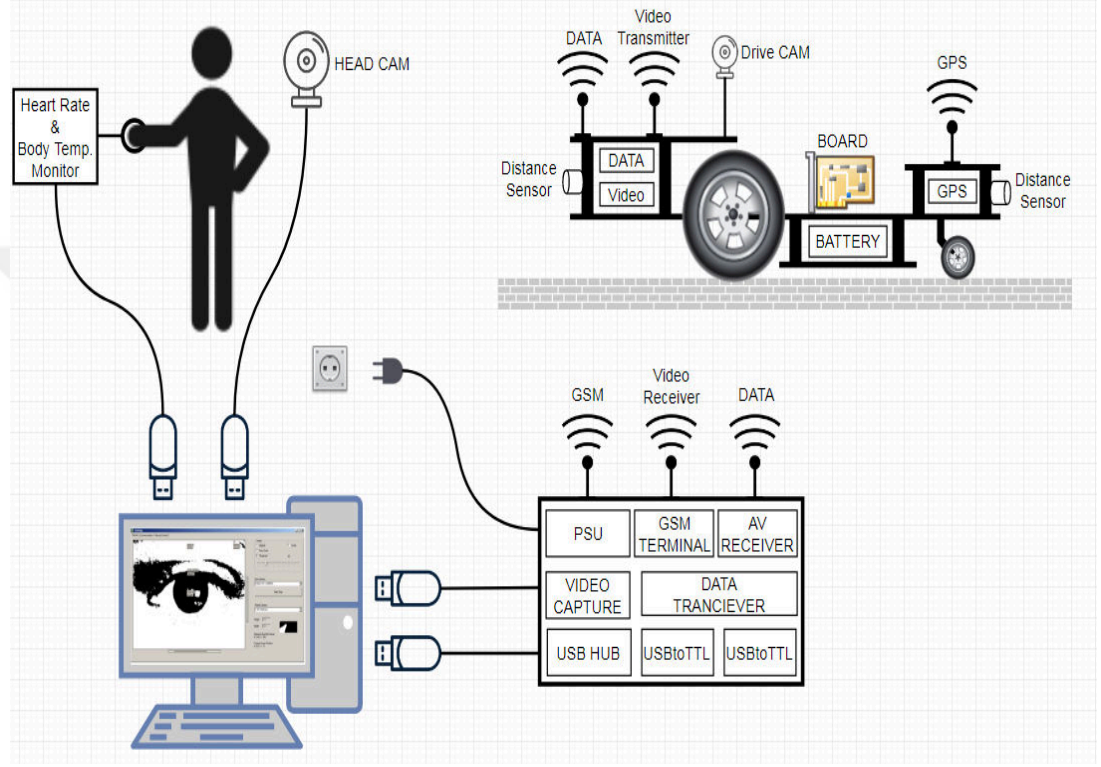 HEAD CAM
Heart Rate
&
Body Temp.
Monitor
DATA
Video
Transmitter
Drive CAM
GPS
Distance
Sensor
DATA
Video
BOARD
BATTERY
GPS
Distance
Sensor
GSM
Video
Receiver
DATA
PSU
GSM
TERMINAL
AV
RECEIVER
VIDEO
CAPTURE
DATA
TRANCIEVER
USB HUB
USBtoTTL
USBtoTTL